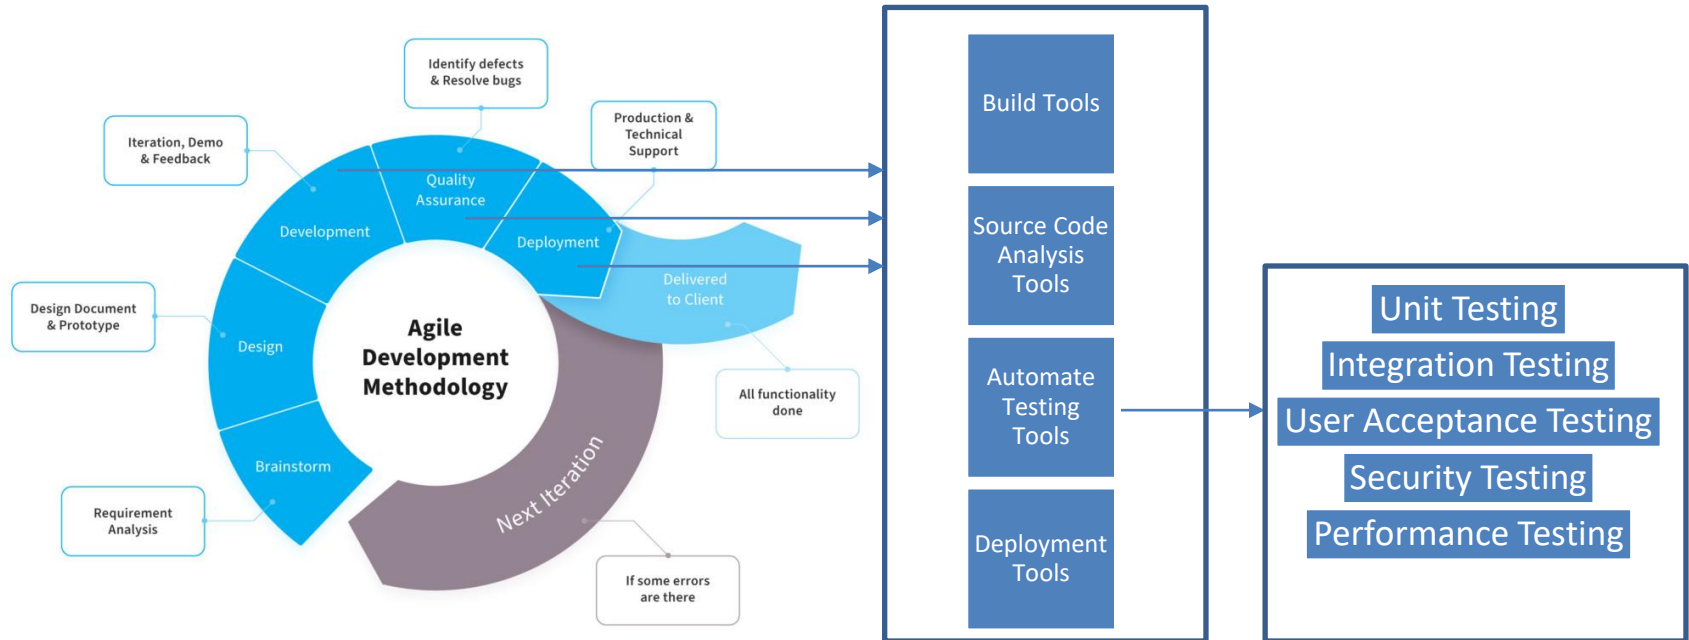 Identify defects
& Resolve bugs
Production &
Technical
Support
Iteration, Demo
& Feedback
Quality
Assurance
Development
Deployment
Delivered
to Client
Design Document
& Prototype
Design
Agile
Development
Methodology
All functionality
done
Brainstorm
Next Iteration
Requirement
Analysis
If some errors
are there
Build Tools
Source Code
Analysis
Tools
Automate
Testing
Tools
Deployment
Tools
Unit Testing
Integration Testing
User Acceptance Testing
Security Testing
Performance Testing